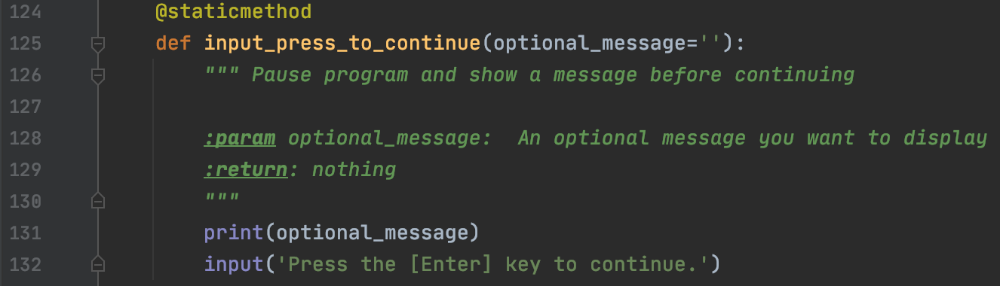 124 @staticmethod
125 def input_press_to_continue(optional_message=''):
126 """ Pause program and show a message before continuing
127
128 :param optional_message:  An optional message you want to display
129 :return: nothing
130 """
131 print(optional_message)
132 input('Press the [Enter] key to continue.')